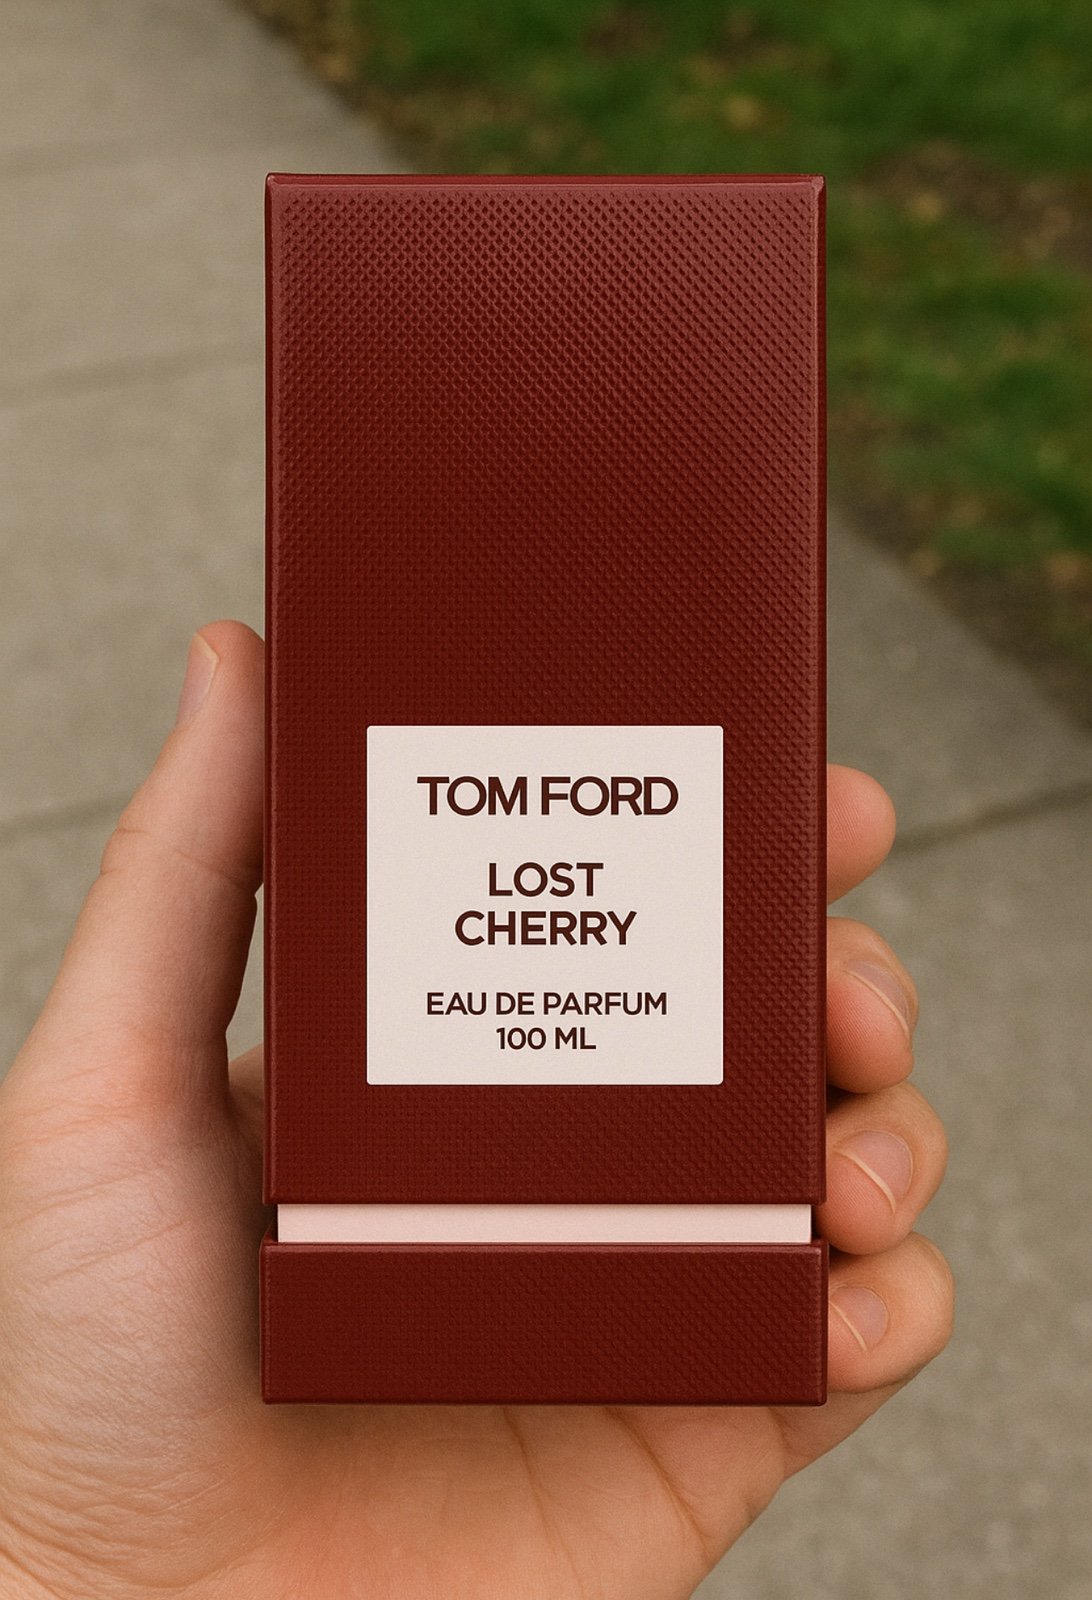 TOM FORD
LOST
CHERRY
EAU DE PARFUM
100 ML